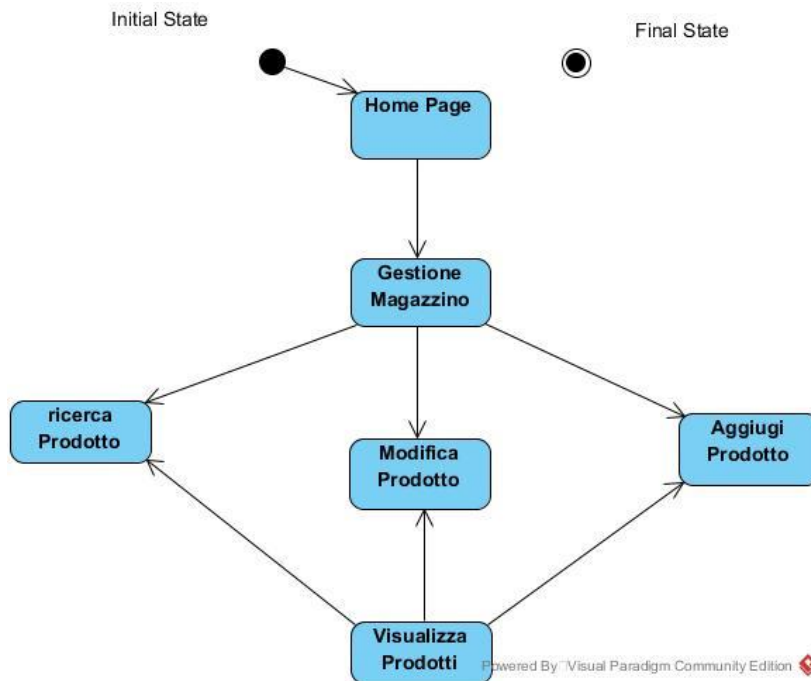 Initial State
Final State
Home Page
Gestione
Magazzino
ricerca
Prodotto
Modifica
Prodotto
Aggiugi
Prodotto
Visualizza
Prodotti
Powered By Visual Paradigm Community Edition